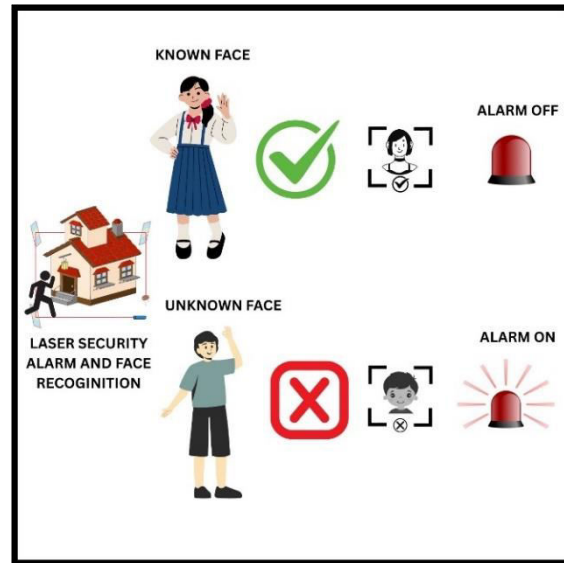 KNOWN FACE
ALARM OFF
LASER SECURITY
ALARM AND FACE
RECOGINITION
UNKNOWN FACE
ALARM ON